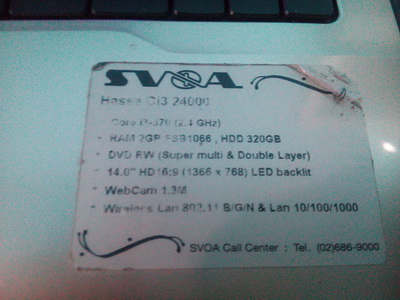 SVOA
Hasee Ci3 24000
Core i3-370 (2.4 GHz)
RAM 2GB FSB1066 , HDD 320GB
DVD RW (Super multi & Double Layer)
14.0" HD16:9 (1366 x 768) LED backlit
WebCam 1.3M
Wireless Lan 802.11 B/G/N & Lan 10/100/1000
SVOA Call Center : Tel. (02)686-9000